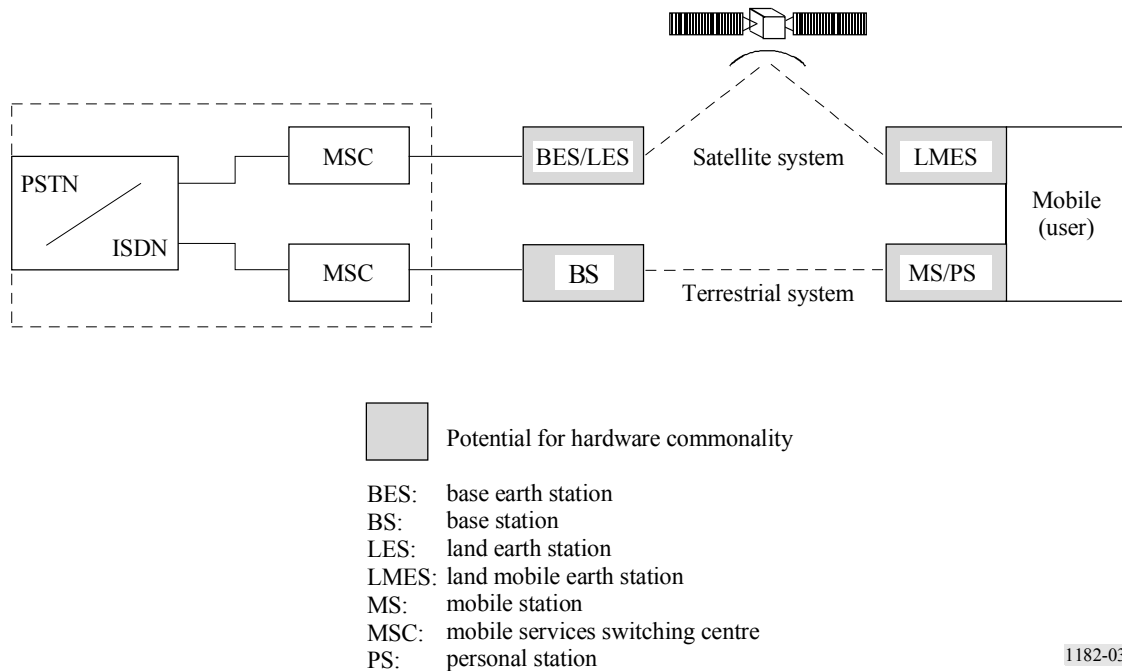 MSC
BES/LES
Satellite system
LMES
PSTN
ISDN
Mobile
(user)
MSC
BS
Terrestrial system
MS/PS
Potential for hardware commonality
BES: base earth station
BS: base station
LES: land earth station
LMES: land mobile earth station
MS: mobile station
MSC: mobile services switching centre
PS: personal station
1182-03